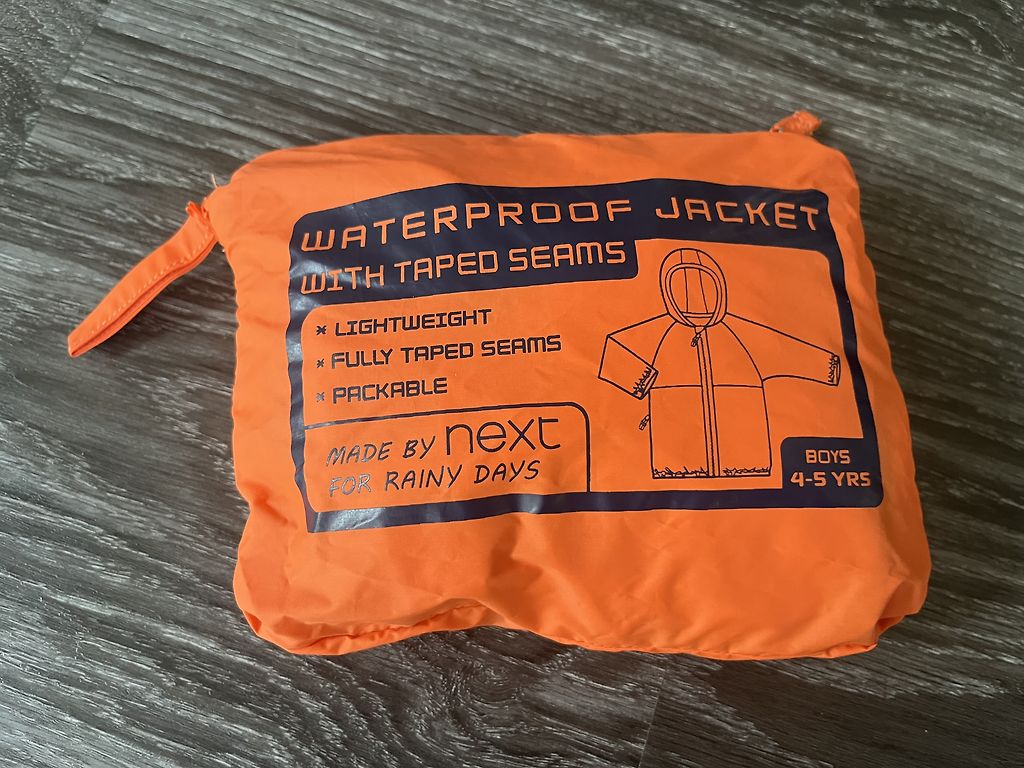 WATERPROOF JACKET
WITH TAPED SEAMS
* LIGHTWEIGHT
* FULLY TAPED SEAMS
* PACKABLE
MADE BY next
FOR RAINY DAYS
BOYS
4-5 YRS